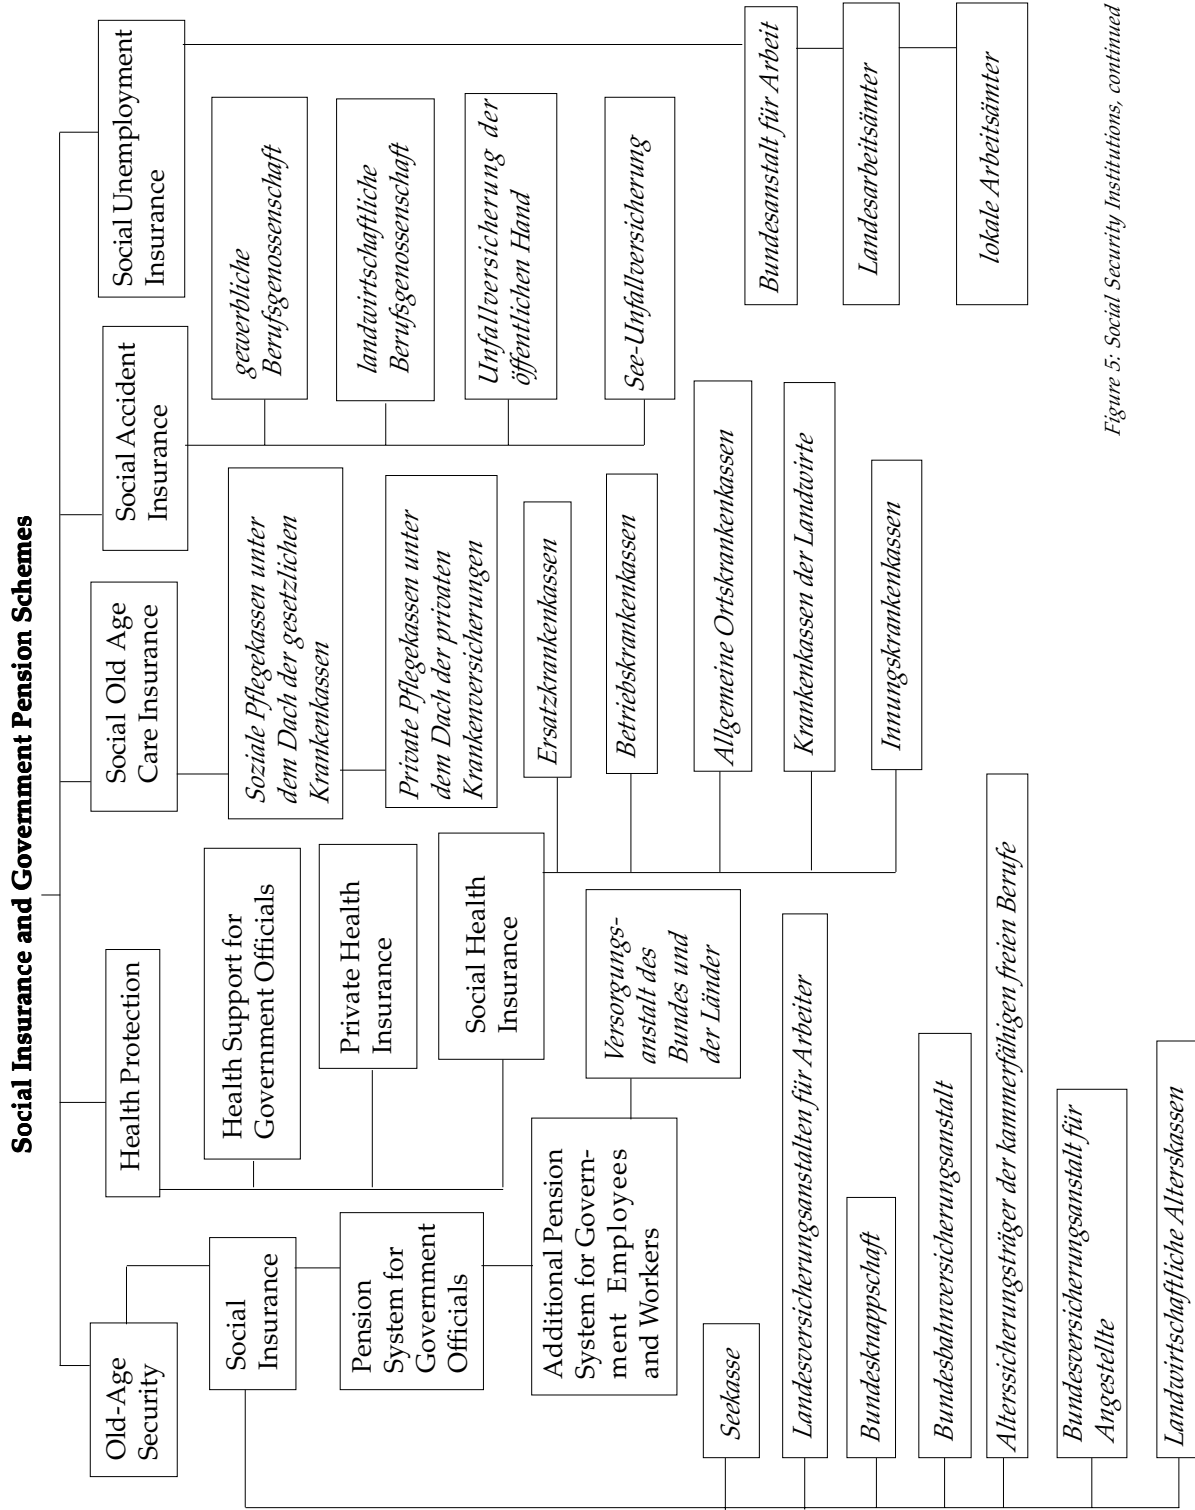 Social Insurance and Government Pension Schemes
Old-Age
Security
Social
Insurance
Pension
System for
Government
Officials
Additional Pension
System for Govern-
ment Employees
and Workers
Versorgungs-
anstalt des
Bundes und
der Länder
Seekasse
Landesversicherungsanstalten für Arbeiter
Bundesknappschaft
Bundesbahnversicherungsanstalt
Alterssicherungsträger der kammerfähigen freien Berufe
Bundesversicherungsanstalt für
Angestellte
Landwirtschaftliche Alterskassen
Health Protection
Health Support for
Government Officials
Private Health
Insurance
Social Health
Insurance
Ersatzkrankenkassen
Betriebskrankenkassen
Allgemeine Ortskrankenkassen
Krankenkassen der Landwirte
Innungskrankenkassen
Social Old Age
Care Insurance
Soziale Pflegekassen unter
dem Dach der gesetzlichen
Krankenkassen
Private Pflegekassen unter
dem Dach der privaten
Krankenversicherungen
Social Accident
Insurance
gewerbliche
Berufsgenossenschaft
landwirtschaftliche
Berufsgenossenschaft
Unfallversicherung der
öffentlichen Hand
See-Unfallversicherung
Social Unemployment
Insurance
Bundesanstalt für Arbeit
Landesarbeitsämter
lokale Arbeitsämter
Figure 5: Social Security Institutions, continued